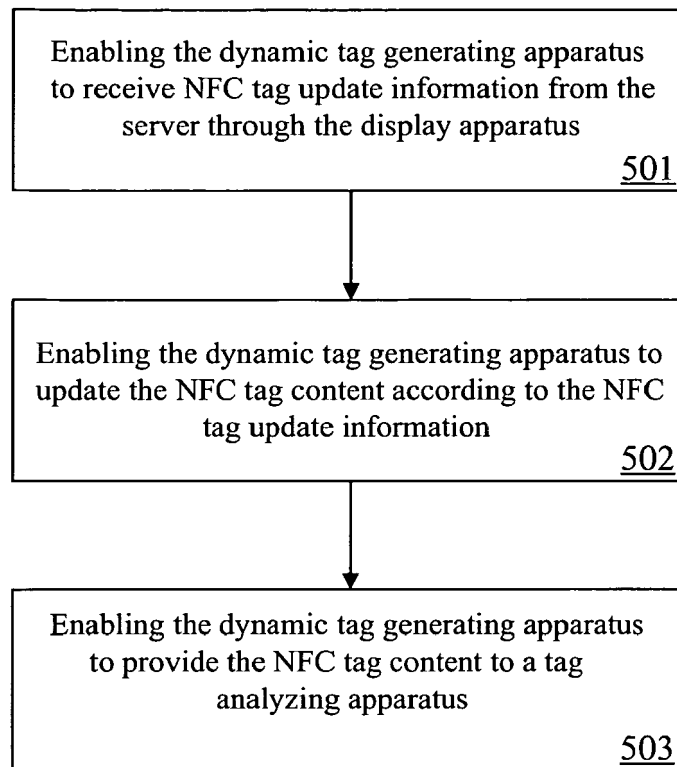 Enabling the dynamic tag generating apparatus
to receive NFC tag update information from the
server through the display apparatus
501
Enabling the dynamic tag generating apparatus to
update the NFC tag content according to the NFC
tag update information
502
Enabling the dynamic tag generating apparatus
to provide the NFC tag content to a tag
analyzing apparatus
503